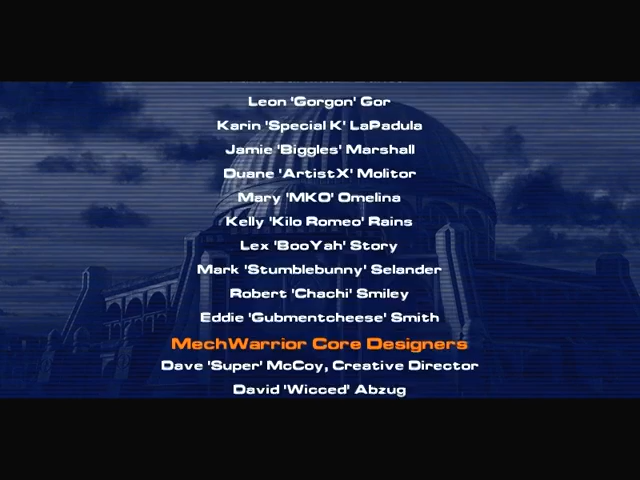 Leon 'Gorgon' Gor
Karin 'Special K' LaPadula
Jamie 'Biggles' Marshall
Duane 'ArtistX' Molitor
Mary 'MKO' Omelina
Kelly 'Kilo Romeo' Rains
Lex 'BooYah' Story
Mark 'Stumblebunny' Selander
Robert 'Chachi' Smiley
Eddie 'Gubmentcheese' Smith
MechWarrior Core Designers
Dave 'Super' McCoy, Creative Director
David 'Wicced' Abzug